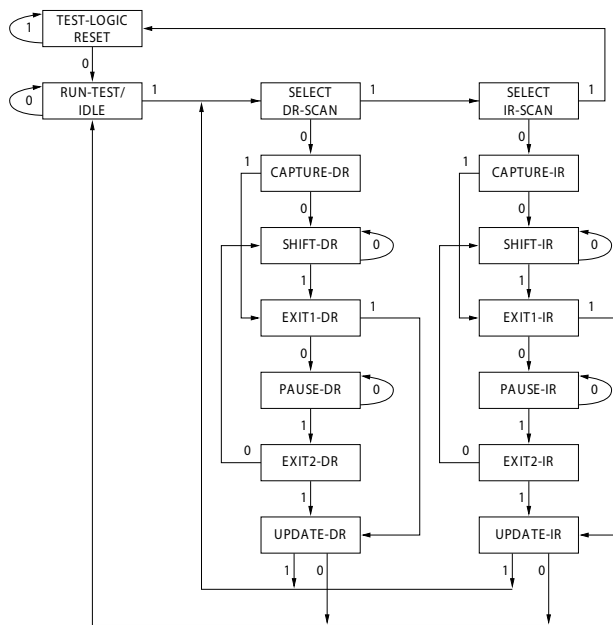 TEST-LOGIC
RESET
1
0
RUN-TEST/
IDLE
0
1
SELECT
DR-SCAN
1
SELECT
IR-SCAN
1
0
0
1
CAPTURE-DR
1
CAPTURE-IR
0
0
SHIFT-DR
0
SHIFT-IR
0
1
1
EXIT1-DR
1
EXIT1-IR
1
0
0
PAUSE-DR
0
PAUSE-IR
0
1
1
0
EXIT2-DR
0
EXIT2-IR
1
1
UPDATE-DR
UPDATE-IR
1
0
1
0